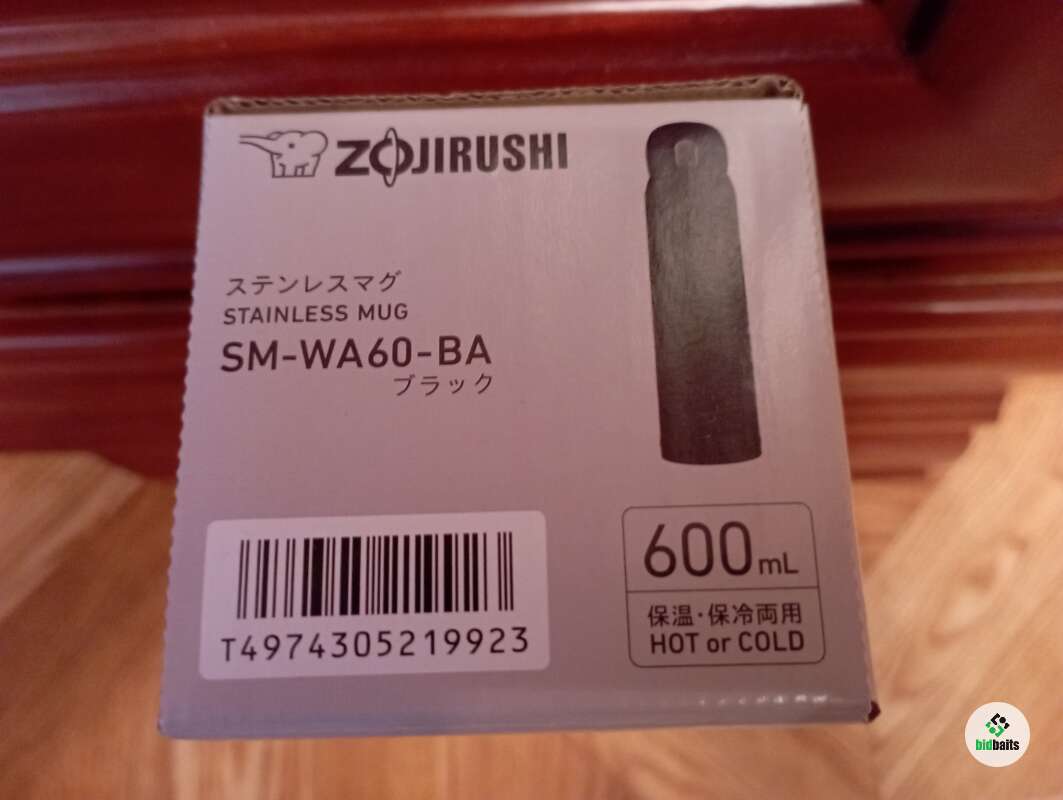 ZOJIRUSHI
ステンレスマグ
STAINLESS MUG
SM-WA60-BA
ブラック
T4974305219923
600mL
保温・保冷両用
HOT or COLD
bidbaits